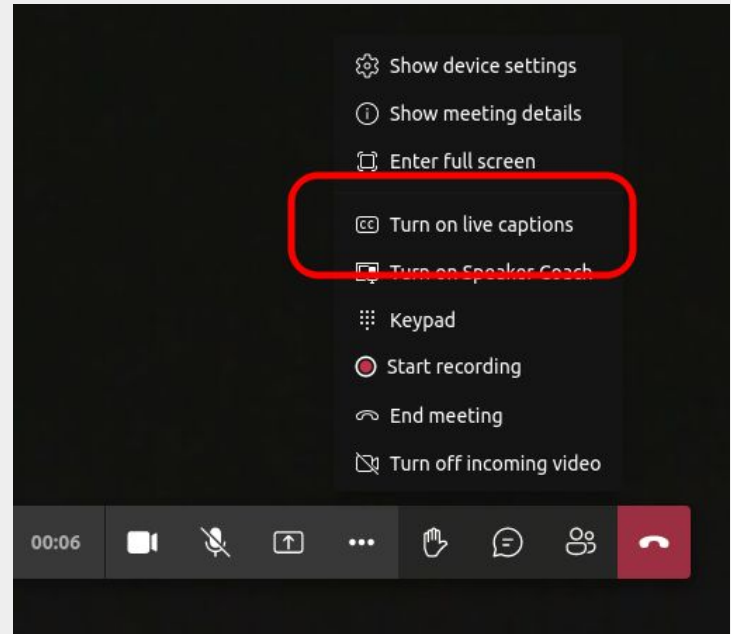 Show device settings
Show meeting details
Enter full screen
CC Turn on live captions
Turn on Speaker Coach
Keypad
Start recording
End meeting
Turn off incoming video
00:06